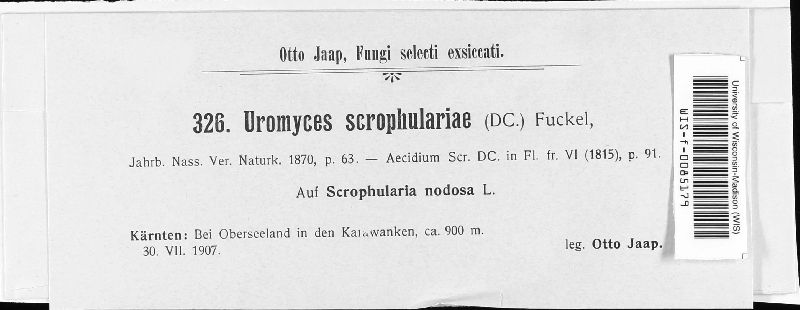 Otto Jaap, Fungi selecti exsiccati.
326. Uromyces scrophulariae (DC.) Fuckel,
Jahrb. Nass. Ver. Naturk. 1870, p. 63. — Aecidium Scr. DC. in Fl. fr. VI (1815), p. 91.
Auf Scrophularia nodosa L.
Kärnten: Bei Oberseeland in den Karawanken, ca. 900 m.
30. VII. 1907.
leg. Otto Jaap.
University of Wisconsin-Madison (WIS)
WIS-f-0085179